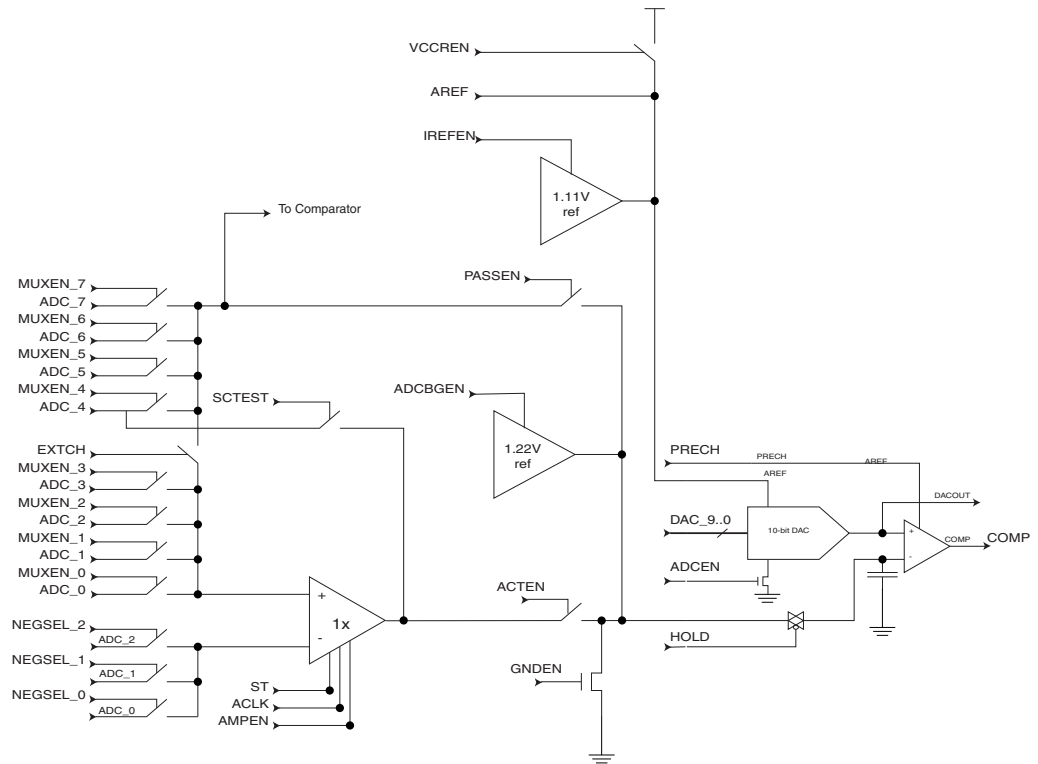 VCCREN
AREF
IREFEN
1.11V
ref
To Comparator
MUXEN_7
ADC_7
MUXEN_6
ADC_6
MUXEN_5
ADC_5
MUXEN_4
ADC_4
PASSEN
SCTEST
ADCBGEN
1.22V
ref
EXTCH
MUXEN_3
ADC_3
MUXEN_2
ADC_2
MUXEN_1
ADC_1
MUXEN_0
ADC_0
PRECH
PRECH
AREF
AREF
DACOUT
DAC_9..0
10-bit DAC
+
-
COMP
COMP
ADCEN
NEGSEL_2
ADC_2
NEGSEL_1
ADC_1
NEGSEL_0
ADC_0
+
1x
-
ACTEN
HOLD
GNDEN
ST
ACLK
AMPEN